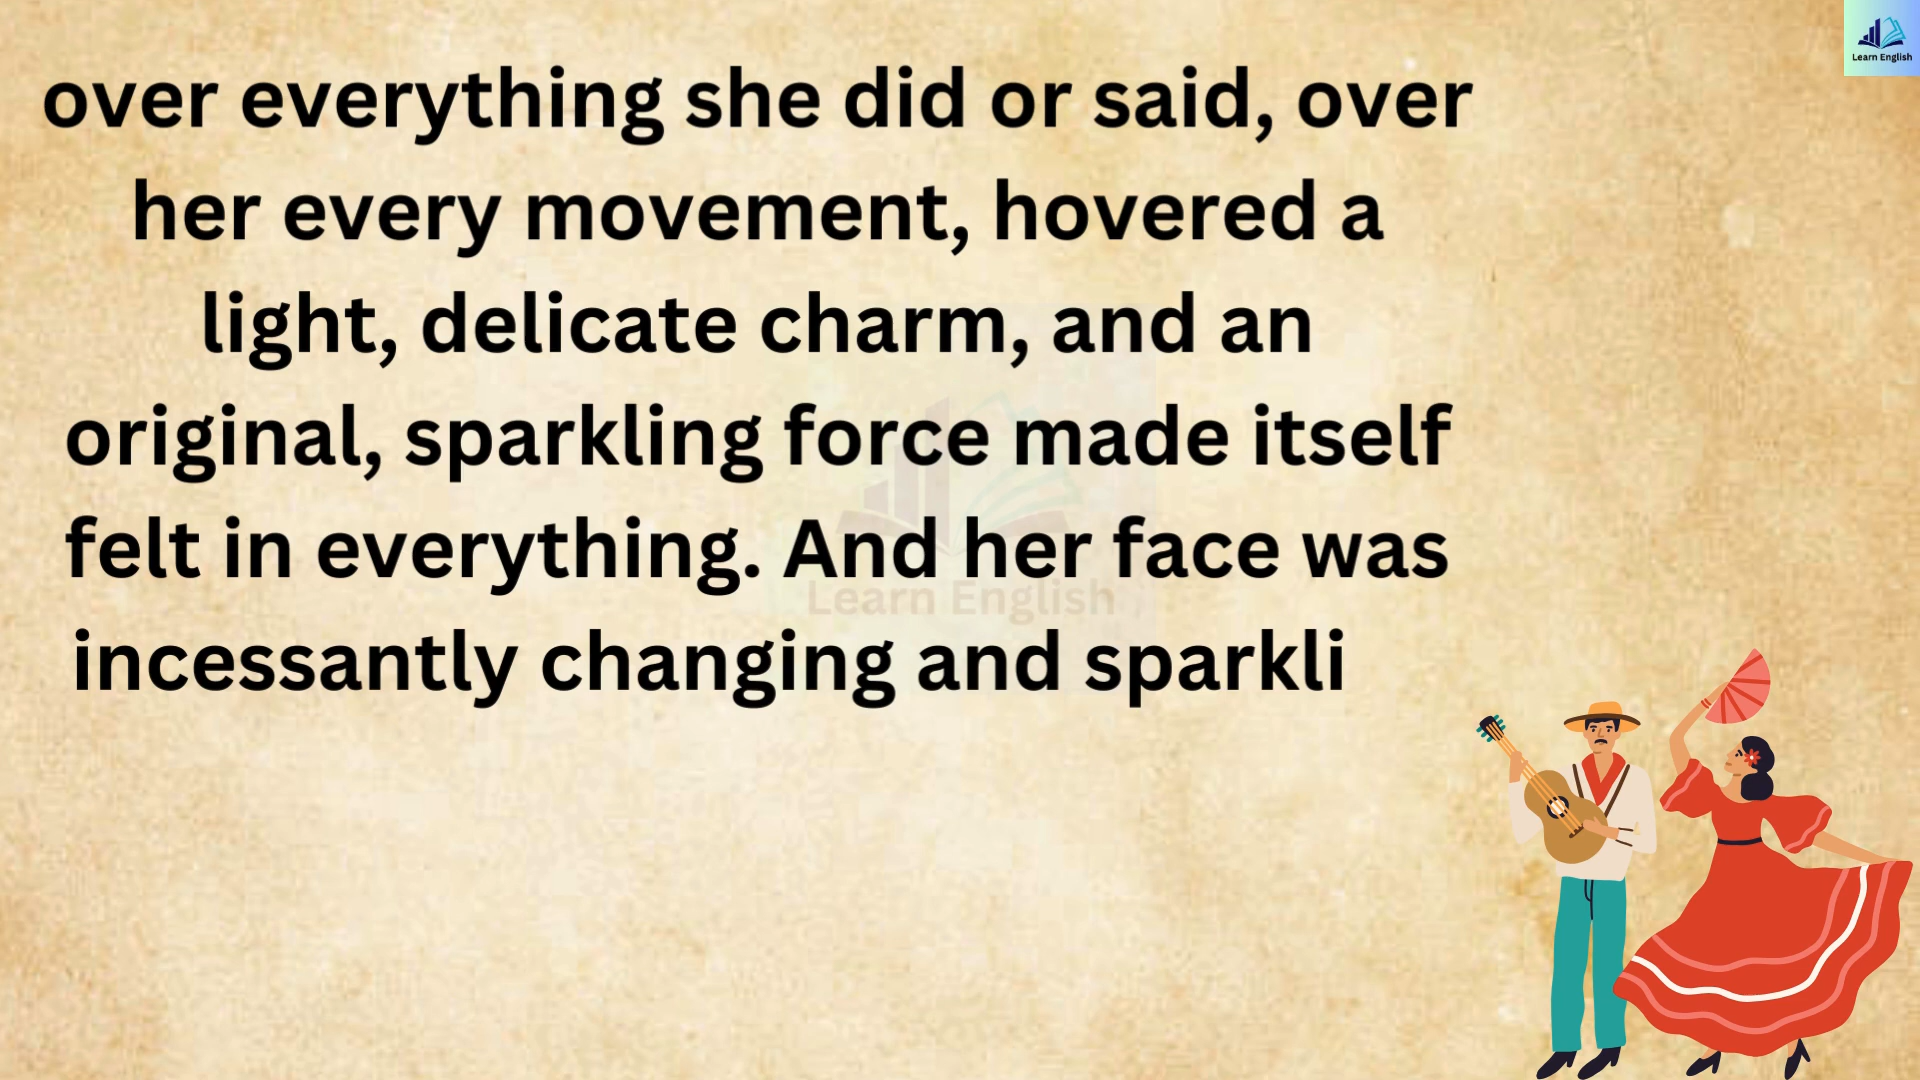 Learn English
over everything she did or said, over
her every movement, hovered a
light, delicate charm, and an
original, sparkling force made itself
felt in everything. And her face was
incessantly changing and sparkli
Learn English